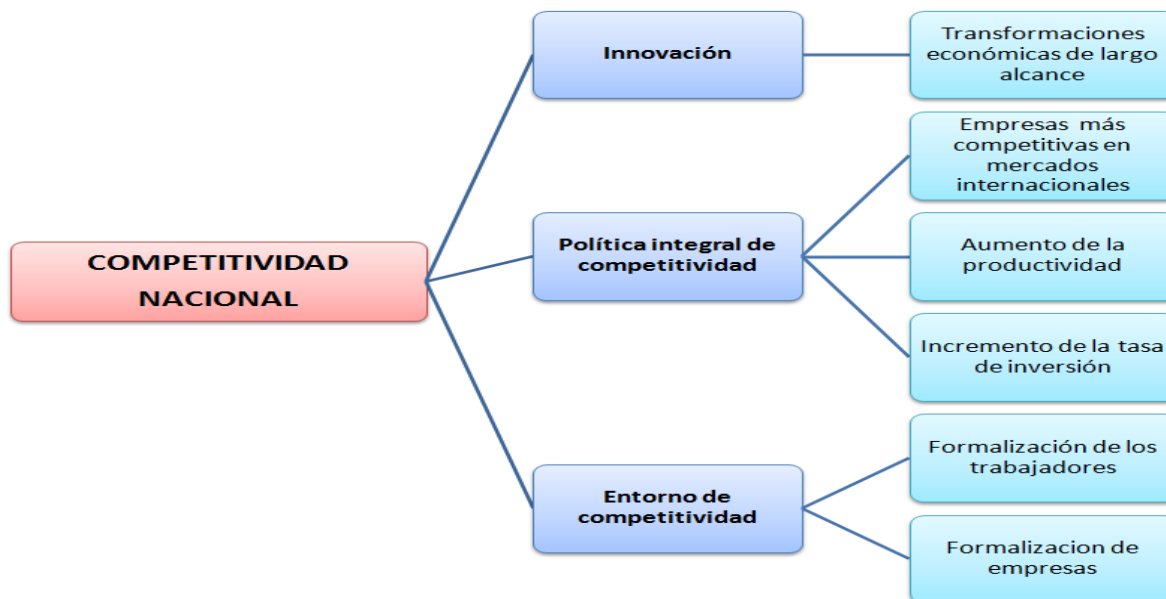 COMPETITIVIDAD
NACIONAL
Innovación
Transformaciones
económicas de largo
alcance
Política integral de
competitividad
Empresas más
competitivas en
mercados
internacionales
Aumento de la
productividad
Incremento de la tasa
de inversión
Entorno de
competitividad
Formalización de los
trabajadores
Formalizacion de
empresas